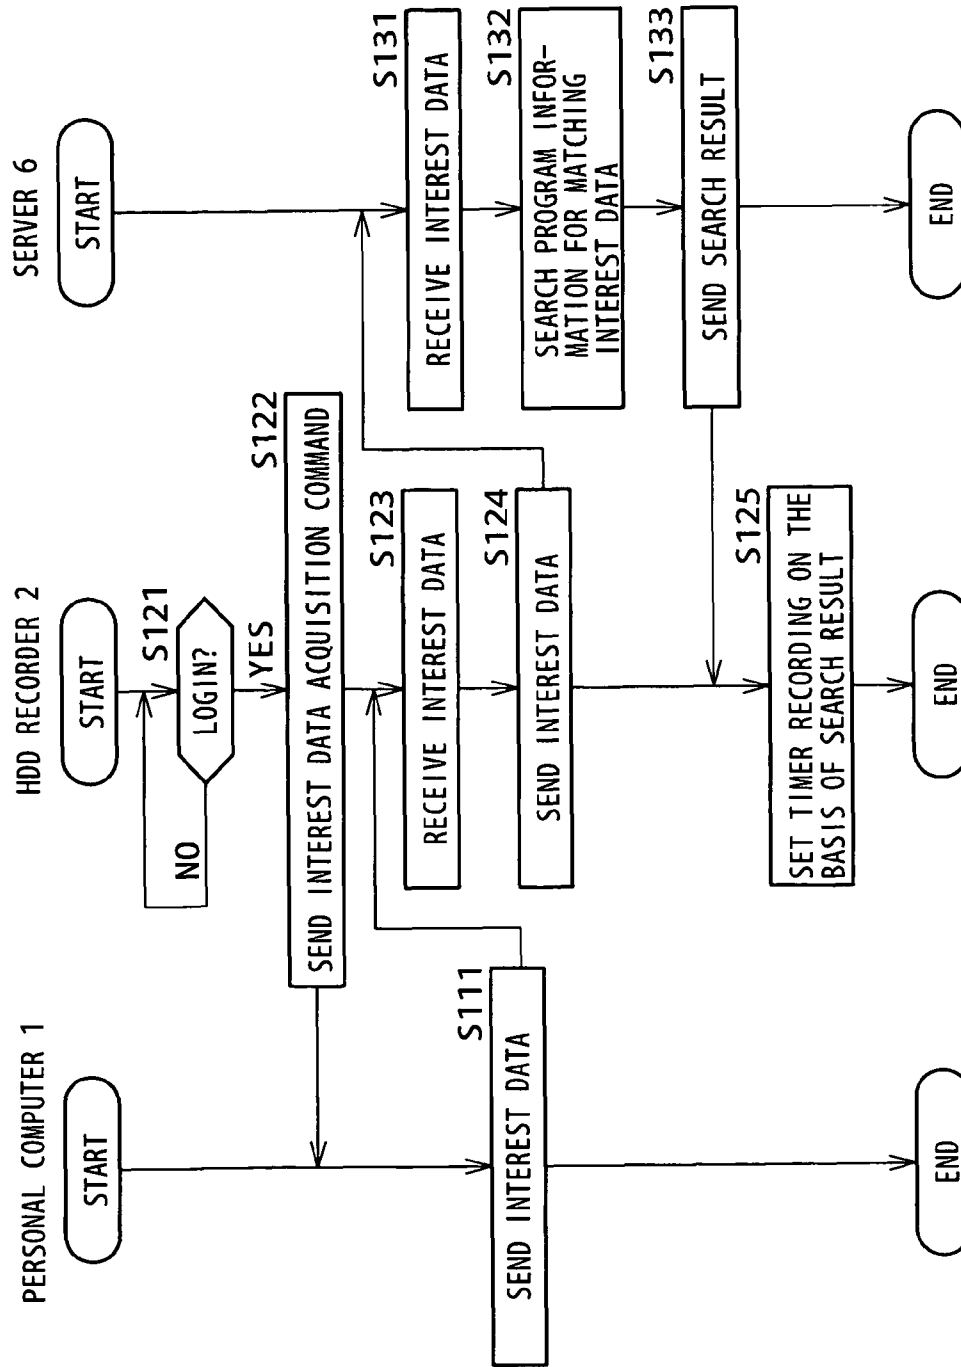 PERSONAL COMPUTER 1
START
S111
SEND INTEREST DATA
END
HDD RECORDER 2
START
S121
LOGIN?
NO
YES
S122
SEND INTEREST DATA ACQUISITION COMMAND
S123
RECEIVE INTEREST DATA
S124
SEND INTEREST DATA
S125
SET TIMER RECORDING ON THE
BASIS OF SEARCH RESULT
END
SERVER 6
START
S131
RECEIVE INTEREST DATA
S132
SEARCH PROGRAM INFOR-
MATION FOR MATCHING
INTEREST DATA
S133
SEND SEARCH RESULT
END